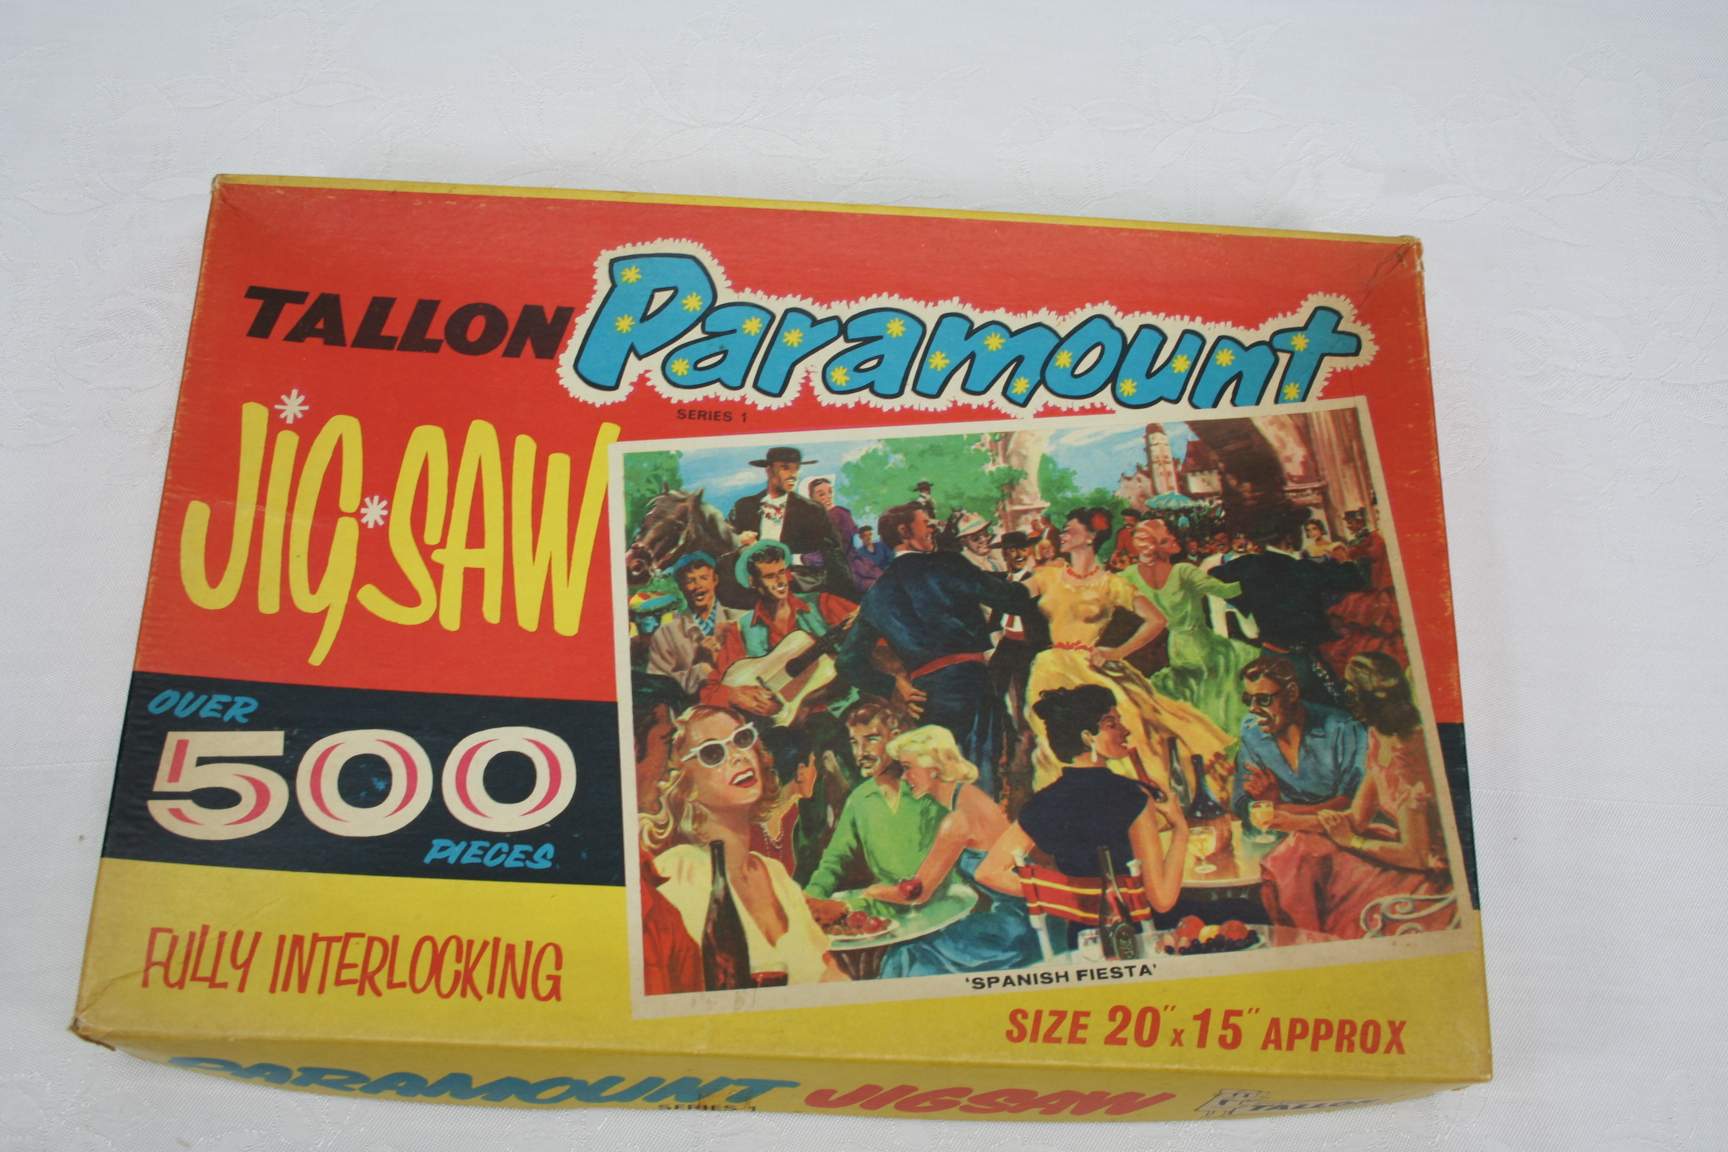 TALLON Paramount
SERIES 1
JIG*SAW
OVER
500
PIECES
FULLY INTERLOCKING
'SPANISH FIESTA'
SIZE 20" x 15" APPROX
PARAMOUNT JIGSAW
SERIES 1
TALLON